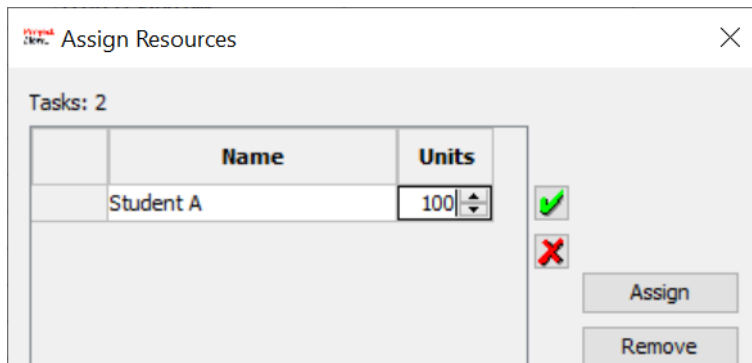 Assign Resources
Tasks: 2
Name Units
Student A 100
Assign
Remove